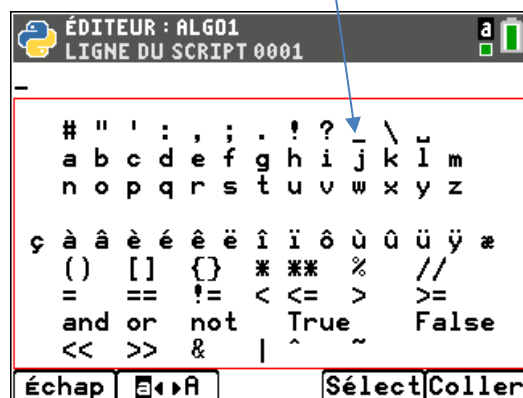 ÉDITEUR : ALGO1
LIGNE DU SCRIPT 0001
a
_
# " ' : , ; . ! ? _ \ ␣
a b c d e f g h i j k l m
n o p q r s t u v w x y z
ç à â è é ê ë î ï ô ù û ü ÿ æ
() [] {} * ** % //
= == != < <= > >=
and or not True False
<< >> & | ^ ~
échap a◂▸A Sélect Coller